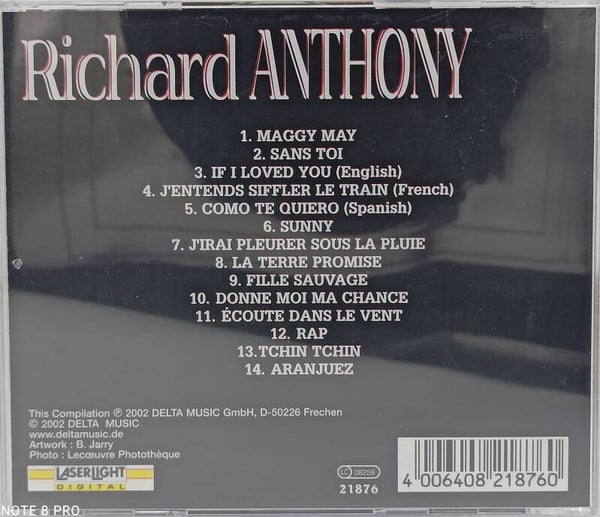 Richard ANTHONY
1. MAGGY MAY
2. SANS TOI
3. IF I LOVED YOU (English)
4. J'ENTENDS SIFFLER LE TRAIN (French)
5. COMO TE QUIERO (Spanish)
6. SUNNY
7. J'IRAI PLEURER SOUS LA PLUIE
8. LA TERRE PROMISE
9. FILLE SAUVAGE
10. DONNE MOI MA CHANCE
11. ÉCOUTE DANS LE VENT
12. RAP
13.TCHIN TCHIN
14. ARANJUEZ
This Compilation ℗ 2002 DELTA MUSIC GmbH, D-50226 Frechen
© 2002 DELTA MUSIC
www.deltamusic.de
Artwork : B. Jarry
Photo : Lecœuvre Photothèque
LASERLIGHT
DIGITAL
LC 08259
21876
4 006408 218760
NOTE 8 PRO